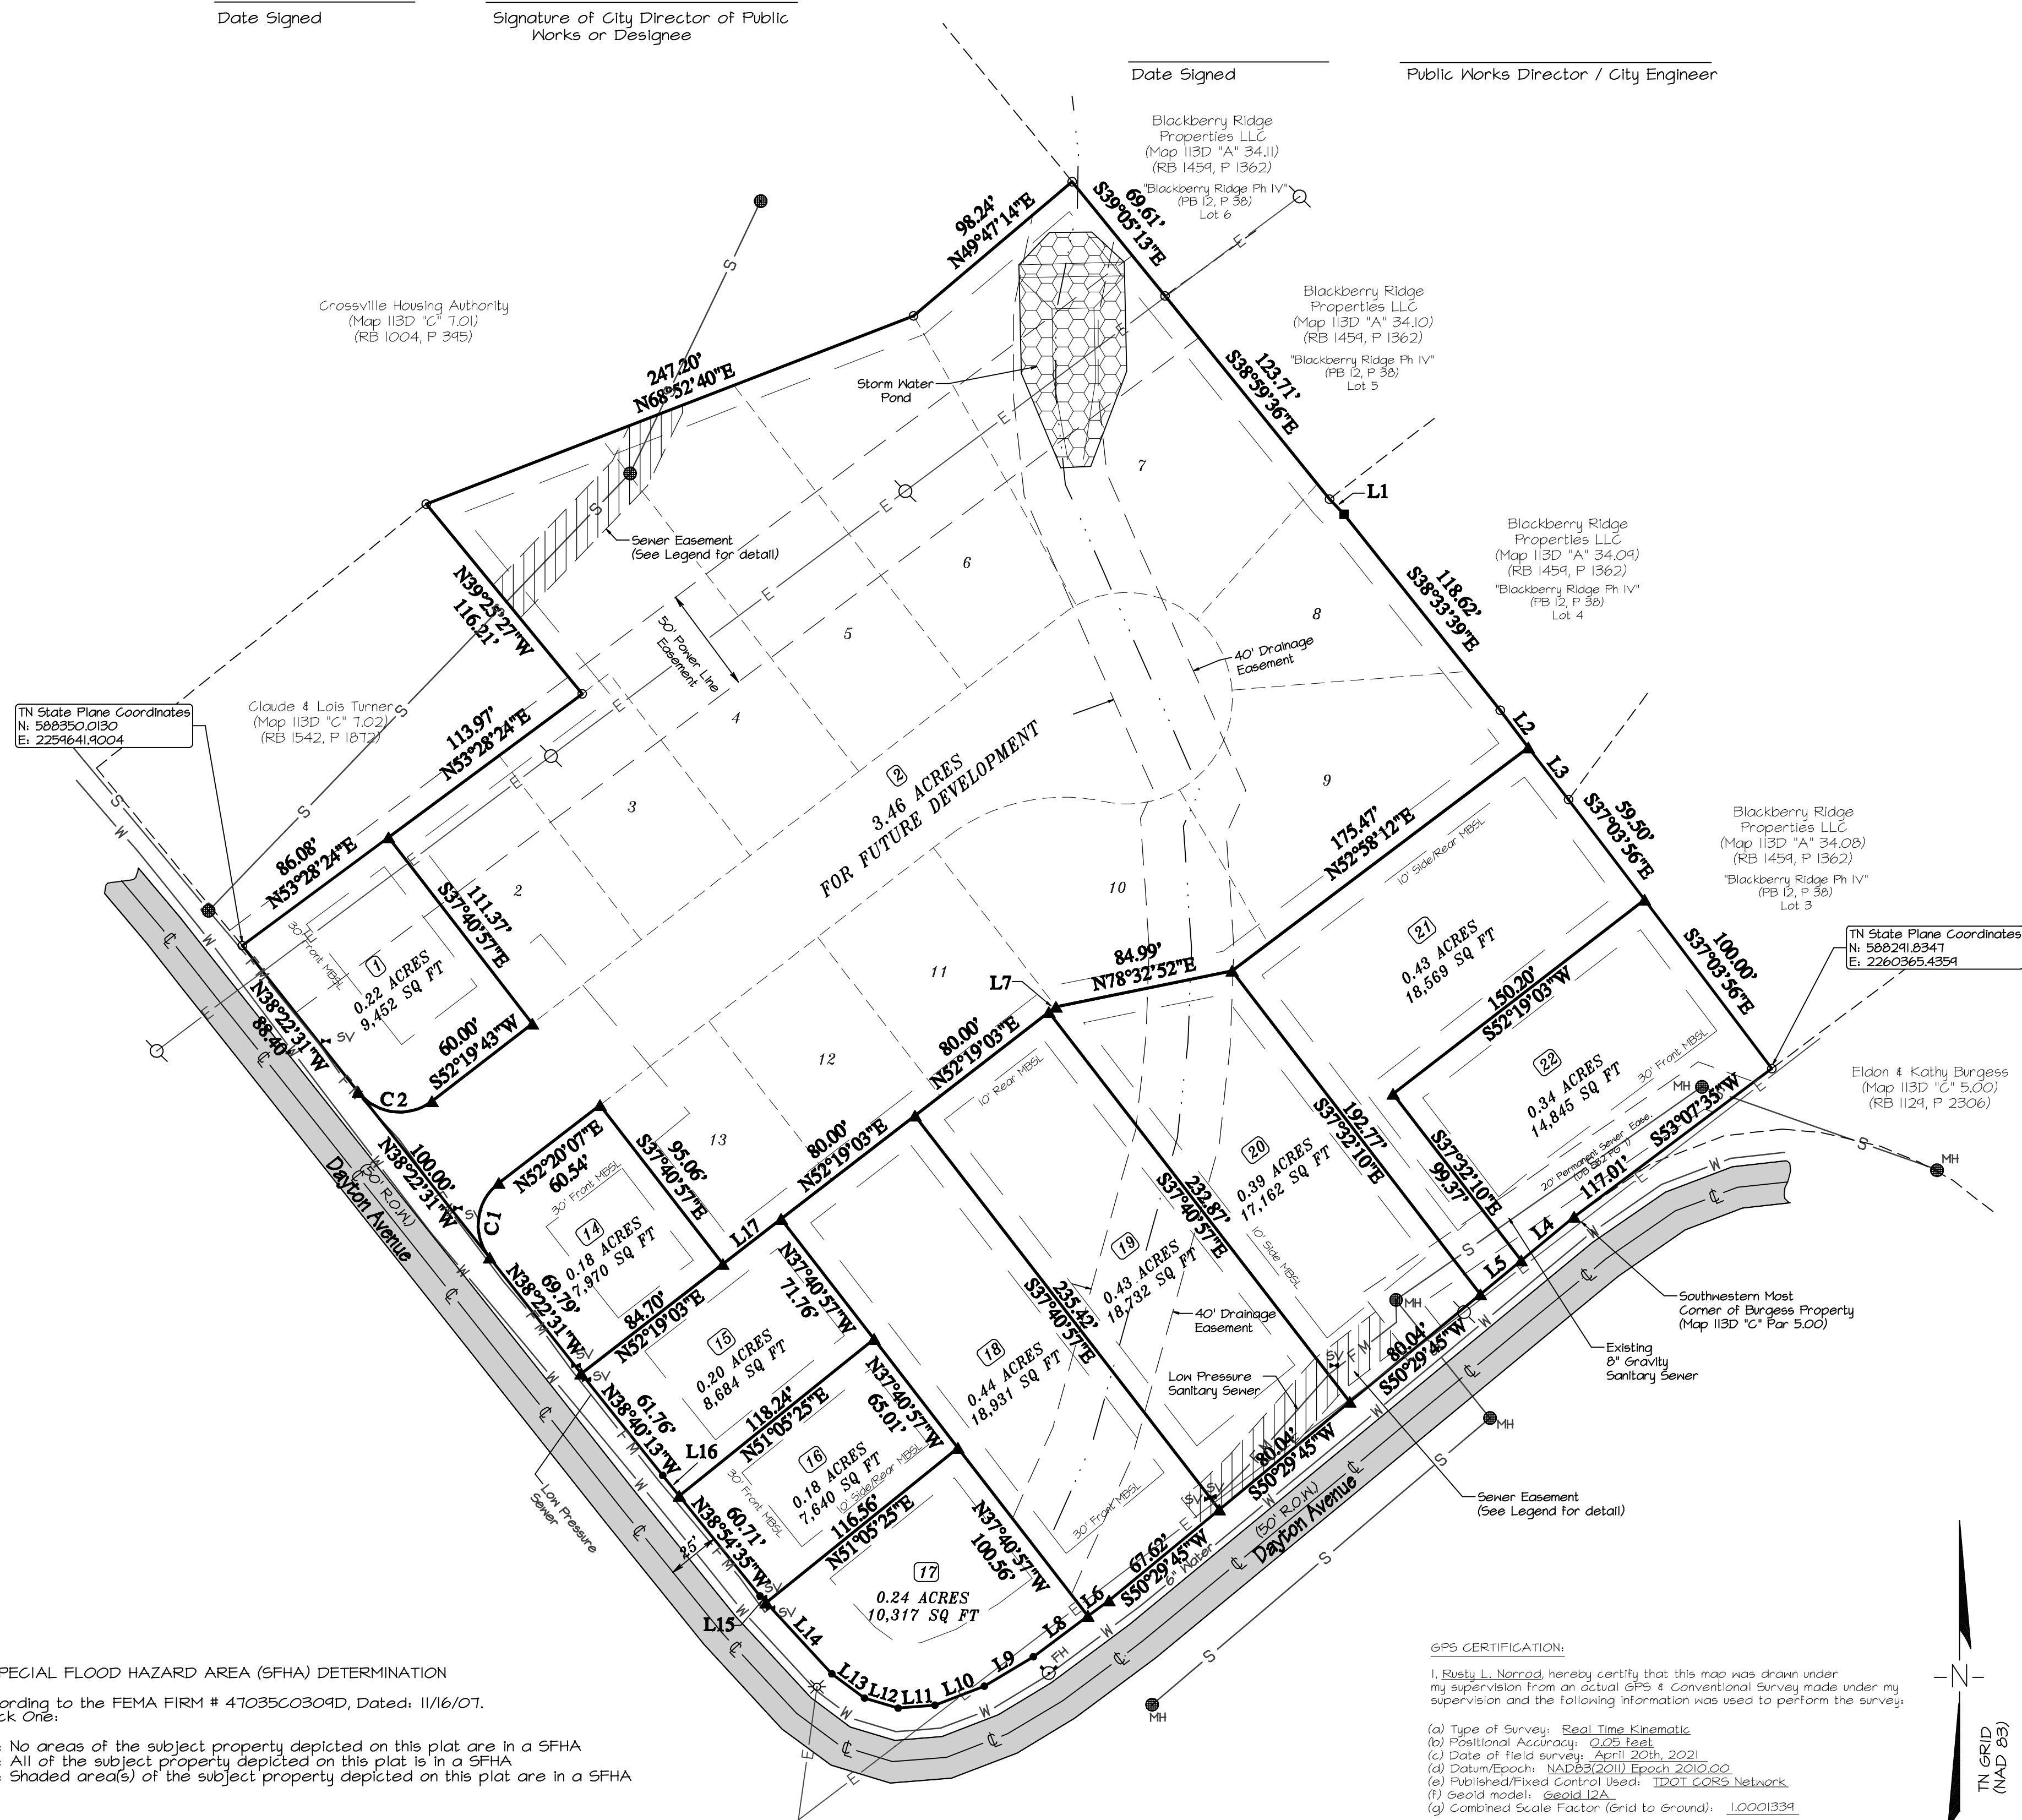 Date Signed
Signature of City Director of Public
Works or Designee
Date Signed
Public Works Director / City Engineer
Blackberry Ridge
Properties LLC
(Map 113D "A" 34.11)
(RB 1459, P 1362)
"Blackberry Ridge Ph IV"
(PB 12, P 38)
Lot 6
69.61'
S39°05'13"E
98.24'
N49°47'14"E
E
S
Crossville Housing Authority
(Map 113D "C" 7.01)
(RB 1004, P 395)
Blackberry Ridge
Properties LLC
(Map 113D "A" 34.10)
(RB 1459, P 1362)
"Blackberry Ridge Ph IV"
(PB 12, P 38)
Lot 5
123.71'
S38°59'36"E
247.20'
N68°52'40"E
Storm Water
Pond
E
E
7
L1
S
E
Sewer Easement
(See Legend for detail)
Blackberry Ridge
Properties LLC
(Map 113D "A" 34.09)
(RB 1459, P 1362)
"Blackberry Ridge Ph IV"
(PB 12, P 38)
Lot 4
118.62'
S38°33'39"E
N39°25'27"W
116.21'
6
E
5
8
50' Power Line
Easement
40' Drainage
Easement
Claude & Lois Turner
(Map 113D "C" 7.02)
(RB 1542, P 1872)
S
TN State Plane Coordinates
N: 588350.0130
E: 2259641.9004
113.97'
N53°28'24"E
E
4
L2
L3
2
3.46 ACRES
FOR FUTURE DEVELOPMENT
9
3
E
S
S
W
59.50'
S37°03'56"E
Blackberry Ridge
Properties LLC
(Map 113D "A" 34.08)
(RB 1459, P 1362)
"Blackberry Ridge Ph IV"
(PB 12, P 38)
Lot 3
175.47'
N52°58'12"E
10' Side/Rear MBSL
86.08'
N53°28'24"E
E
2
10
111.37'
S37°40'57"E
30' Front MBSL
21
0.43 ACRES
18,569 SQ FT
100.00'
S37°03'56"E
TN State Plane Coordinates
N: 588291.8347
E: 2260365.4359
1
0.22 ACRES
9,452 SQ FT
84.99'
N78°32'52"E
L7
11
150.20'
S52°19'03"W
N38°22'31"W
88.40'
SV
60.00'
S52°19'43"W
C2
12
80.00'
N52°19'03"E
10' Rear MBSL
22
0.34 ACRES
14,845 SQ FT
30' Front MBSL
MH
Eldon & Kathy Burgess
(Map 113D "C" 5.00)
(RB 1129, P 2306)
S
MH
S53°07'35"W
117.01'
20' Permanent Sewer Ease.
Dayton Avenue
(50' R.O.W.)
100.00'
N38°22'31"W
N52°20'07"E
60.54'
C1
95.06'
S37°40'57"E
13
80.00'
N52°19'03"E
192.77'
S37°32'10"E
S37°32'10"E
99.37'
20
0.39 ACRES
17,162 SQ FT
10' Side MBSL
232.87'
S37°40'57"E
30' Front MBSL
14
0.18 ACRES
7,970 SQ FT
L17
19
0.43 ACRES
18,732 SQ FT
L4
L5
69.79'
N38°22'31"W
84.70'
N52°19'03"E
N37°40'57"W
71.76'
235.42'
S37°40'57"E
40' Drainage
Easement
MH
80.04'
S50°29'45"W
Southwestern Most
Corner of Burgess Property
(Map 113D "C" Par 5.00)
Existing
8" Gravity
Sanitary Sewer
15
0.20 ACRES
8,684 SQ FT
18
0.44 ACRES
18,931 SQ FT
Low Pressure
Sanitary Sewer
SV
MH
61.76'
N38°40'13"W
L16
118.24'
N51°05'25"E
N37°40'57"W
65.01'
16
0.18 ACRES
7,640 SQ FT
30' Front MBSL
10' Side/Rear MBSL
80.04'
S50°29'45"W
(50' R.O.W.)
Dayton Avenue
Sewer Easement
(See Legend for detail)
Low Pressure
Sewer
25'
60.71'
N38°54'35"W
116.56'
N51°05'25"E
N37°40'57"W
100.56'
30' Front MBSL
67.62'
S50°29'45"W
6" Water
17
0.24 ACRES
10,317 SQ FT
L6
L15
SV
L14
L8
L9
FH
L13
L12
L11
L10
MH
S
SPECIAL FLOOD HAZARD AREA (SFHA) DETERMINATION
ording to the FEMA FIRM # 47035C0309D, Dated: 11/16/07.
ck One:
: No areas of the subject property depicted on this plat are in a SFHA
: All of the subject property depicted on this plat is in a SFHA
: Shaded area(s) of the subject property depicted on this plat are in a SFHA
GPS CERTIFICATION:
I, Rusty L. Norrod, hereby certify that this map was drawn under
my supervision from an actual GPS & Conventional Survey made under my
supervision and the following information was used to perform the survey:
(a) Type of Survey: Real Time Kinematic
(b) Positional Accuracy: 0.05 feet
(c) Date of field survey: April 20th, 2021
(d) Datum/Epoch: NAD83(2011) Epoch 2010.00
(e) Published/Fixed Control Used: TDOT CORS Network
(f) Geoid model: Geoid 12A
(g) Combined Scale Factor (Grid to Ground): 1.0001339
N
TN GRID
(NAD 83)